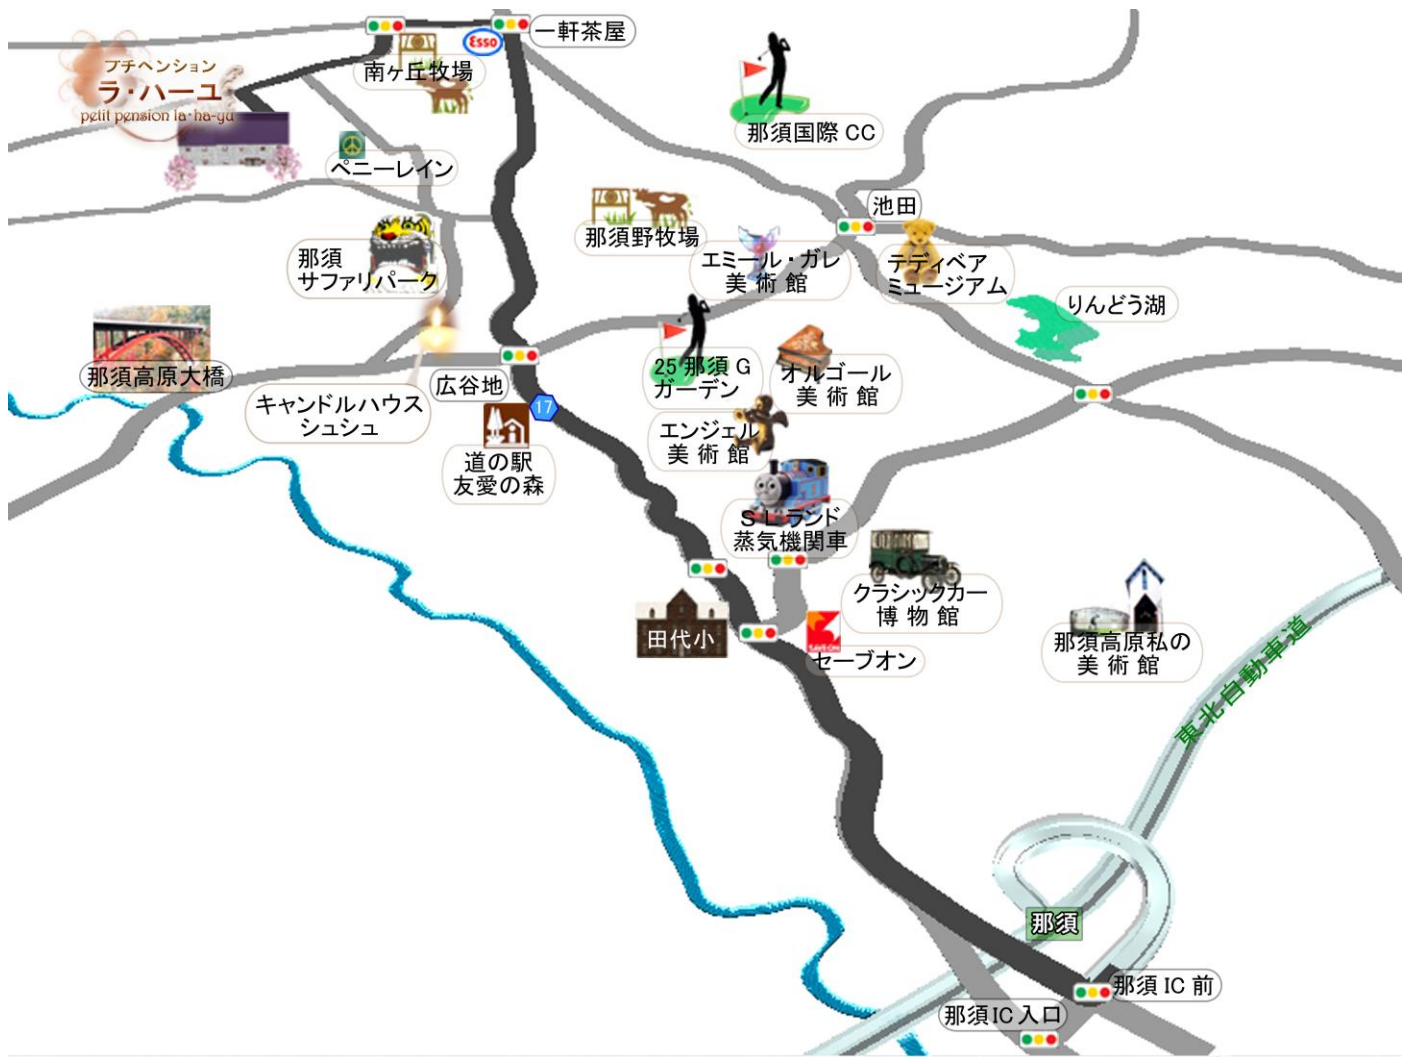 一軒茶屋
Esso
南ヶ丘牧場
プチペンション
ラ・ハーユ
petit pension la・ha-yu
那須国際 CC
ペニーレイン
池田
那須野牧場
エミール・ガレ
美術館
テディベア
ミュージアム
那須
サファリパーク
りんどう湖
那須高原大橋
広谷地
25 那須 G
ガーデン
オルゴール
美術館
キャンドルハウス
シュシュ
17
エンジェル
美術館
道の駅
友愛の森
SLランド
蒸気機関車
クラシックカー
博物館
田代小
セーブオン
SAVE ON
那須高原私の
美術館
東北自動車道
那須
那須 IC 前
那須 IC 入口